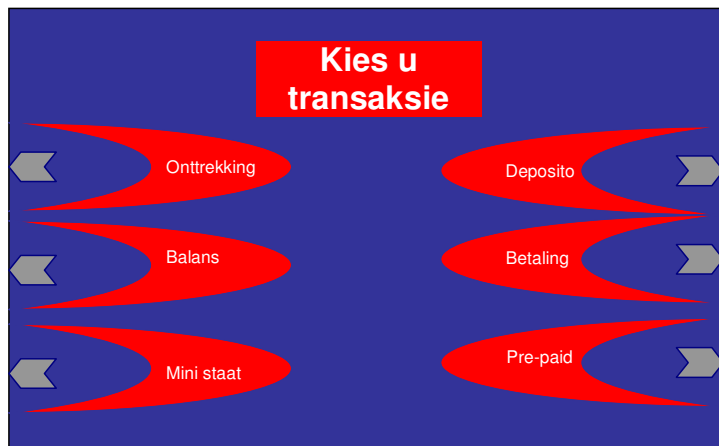 Kies u
transaksie
Onttrekking
Deposito
Balans
Betaling
Mini staat
Pre-paid